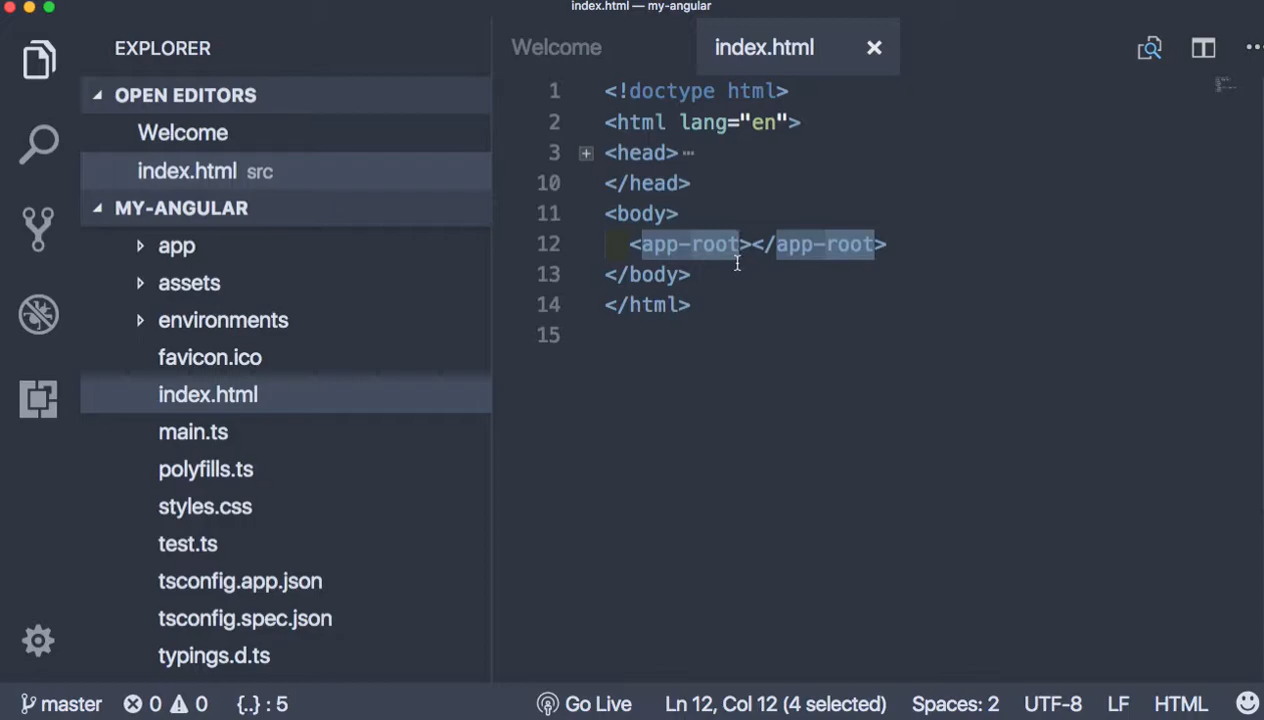 index.html — my-angular
EXPLORER
OPEN EDITORS
Welcome
index.html src
MY-ANGULAR
app
assets
environments
favicon.ico
index.html
main.ts
polyfills.ts
styles.css
test.ts
tsconfig.app.json
tsconfig.spec.json
typings.d.ts
Welcome index.html
1 <!doctype html>
2 <html lang="en">
3 <head> ⋯
10 </head>
11 <body>
12 <app-root></app-root>
13 </body>
14 </html>
15
master 0 0 {..} : 5 Go Live Ln 12, Col 12 (4 selected) Spaces: 2 UTF-8 LF HTML